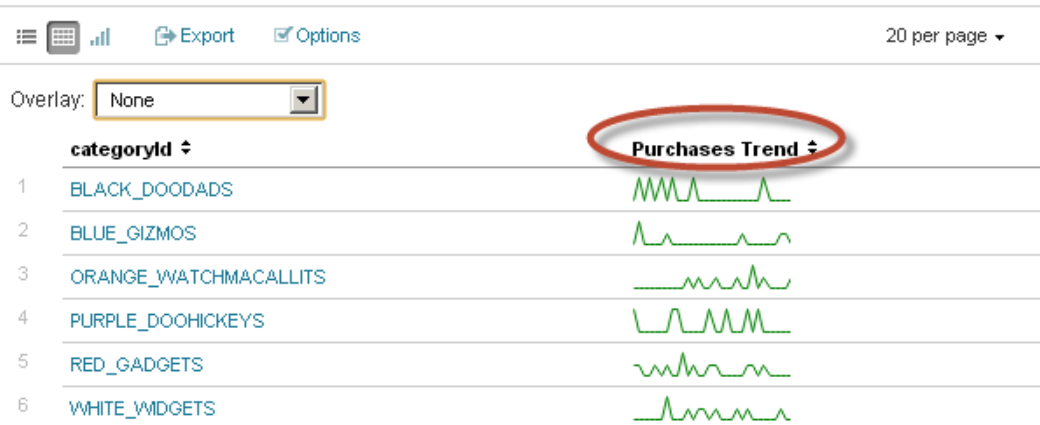 Export Options 20 per page
Overlay: None
categoryId Purchases Trend
1 BLACK_DOODADS
2 BLUE_GIZMOS
3 ORANGE_WATCHMACALLITS
4 PURPLE_DOOHICKEYS
5 RED_GADGETS
6 WHITE_WIDGETS